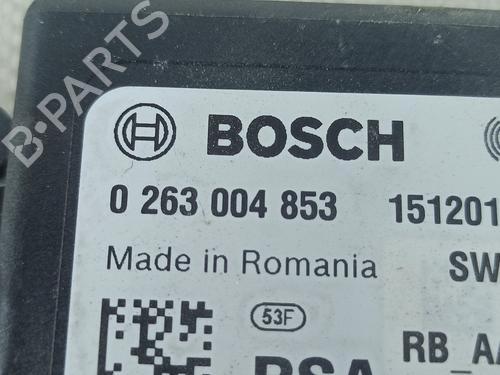 B-PARTS
BOSCH
0 263 004 853 151201
Made in Romania SW
53F
PSA RB_AA